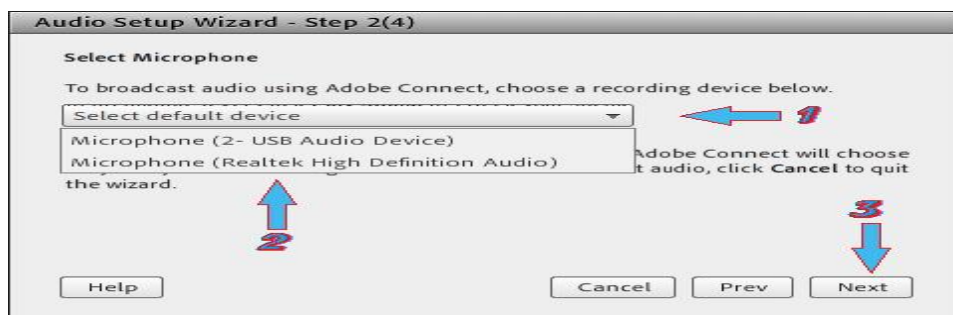 Audio Setup Wizard - Step 2(4)
Select Microphone
To broadcast audio using Adobe Connect, choose a recording device below.
Select default device
1
Microphone (2- USB Audio Device)
Microphone (Realtek High Definition Audio)
Adobe Connect will choose
t audio, click Cancel to quit
the wizard.
2
3
Help
Cancel
Prev
Next